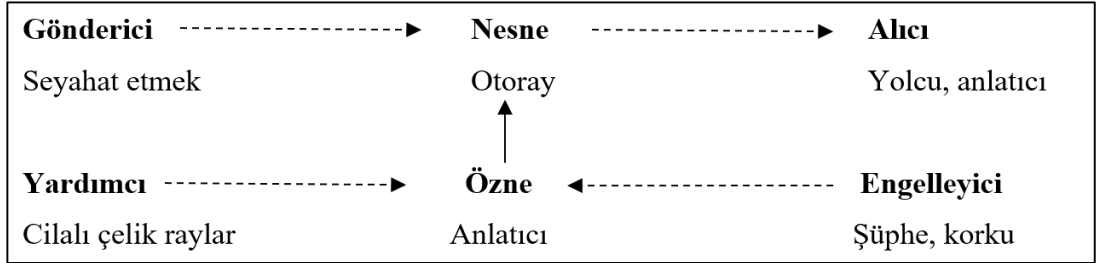 Gönderici Nesne Alıcı
Seyahat etmek Otoray Yolcu, anlatıcı
Yardımcı Özne Engelleyici
Cilalı çelik raylar Anlatıcı Şüphe, korku